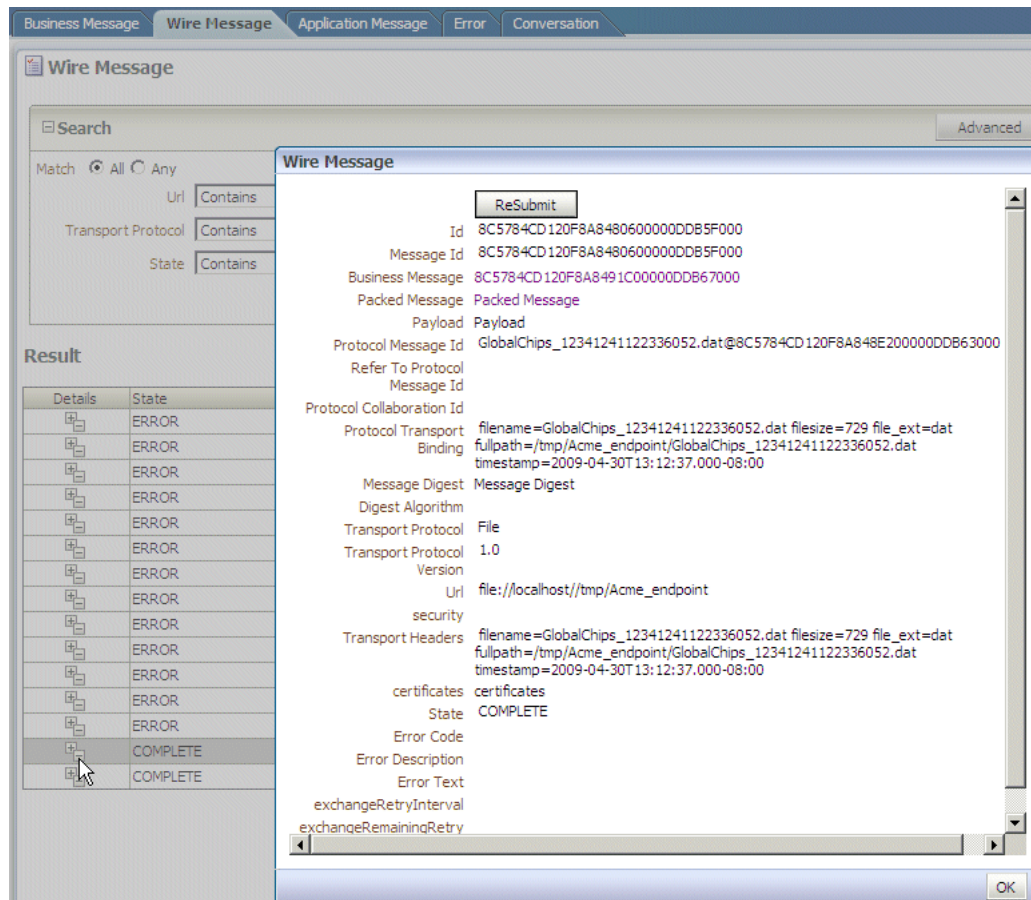 Business Message Wire Message Application Message Error Conversation
Wire Message
Search Advanced
Match All Any
Url Contains
Transport Protocol Contains
State Contains
Result
Details State
ERROR
ERROR
ERROR
ERROR
ERROR
ERROR
ERROR
ERROR
ERROR
ERROR
ERROR
ERROR
ERROR
COMPLETE
COMPLETE
Wire Message
ReSubmit
Id 8C5784CD120F8A8480600000DDB5F000
Message Id 8C5784CD120F8A8480600000DDB5F000
Business Message 8C5784CD120F8A8491C00000DDB67000
Packed Message Packed Message
Payload Payload
Protocol Message Id GlobalChips_12341241122336052.dat@8C5784CD120F8A848E200000DDB63000
Refer To Protocol
Message Id
Protocol Collaboration Id
Protocol Transport filename=GlobalChips_12341241122336052.dat filesize=729 file_ext=dat
Binding fullpath=/tmp/Acme_endpoint/GlobalChips_12341241122336052.dat
timestamp=2009-04-30T13:12:37.000-08:00
Message Digest Message Digest
Digest Algorithm
Transport Protocol File
Transport Protocol 1.0
Version
Url file://localhost//tmp/Acme_endpoint
security
Transport Headers filename=GlobalChips_12341241122336052.dat filesize=729 file_ext=dat
fullpath=/tmp/Acme_endpoint/GlobalChips_12341241122336052.dat
timestamp=2009-04-30T13:12:37.000-08:00
certificates certificates
State COMPLETE
Error Code
Error Description
Error Text
exchangeRetryInterval
exchangeRemainingRetry
OK